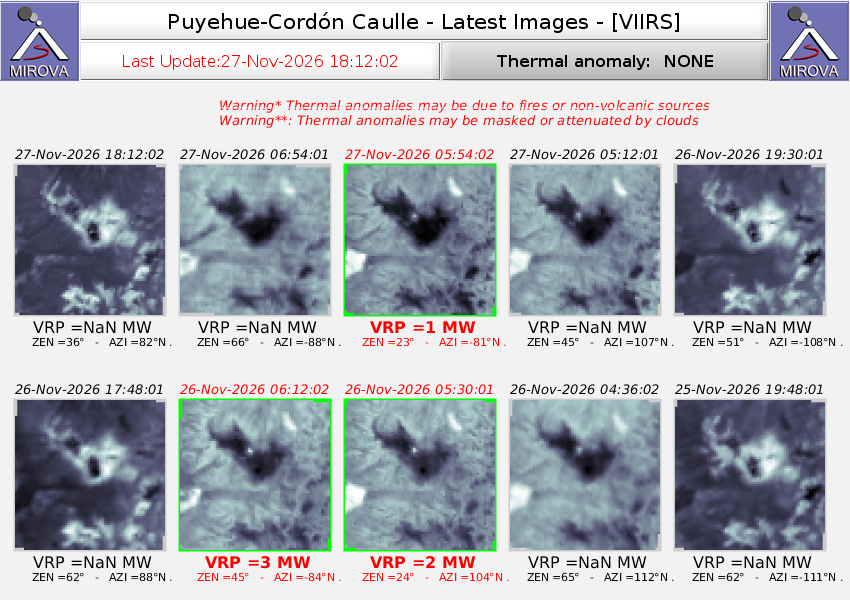 Puyehue-Cordón Caulle - Latest Images - [VIIRS]
MIROVA
Last Update:27-Nov-2026 18:12:02
Thermal anomaly: NONE
MIROVA
Warning* Thermal anomalies may be due to fires or non-volcanic sources
Warning**: Thermal anomalies may be masked or attenuated by clouds
27-Nov-2026 18:12:02 27-Nov-2026 06:54:01 27-Nov-2026 05:54:02 27-Nov-2026 05:12:01 26-Nov-2026 19:30:01
VRP =NaN MW VRP =NaN MW VRP =1 MW VRP =NaN MW VRP =NaN MW
ZEN =36° - AZI =82°N . ZEN =66° - AZI =-88°N . ZEN =23° - AZI =-81°N . ZEN =45° - AZI =107°N . ZEN =51° - AZI =-108°N .
26-Nov-2026 17:48:01 26-Nov-2026 06:12:02 26-Nov-2026 05:30:01 26-Nov-2026 04:36:02 25-Nov-2026 19:48:01
VRP =NaN MW VRP =3 MW VRP =2 MW VRP =NaN MW VRP =NaN MW
ZEN =62° - AZI =88°N . ZEN =45° - AZI =-84°N . ZEN =24° - AZI =104°N . ZEN =65° - AZI =112°N . ZEN =62° - AZI =-111°N .